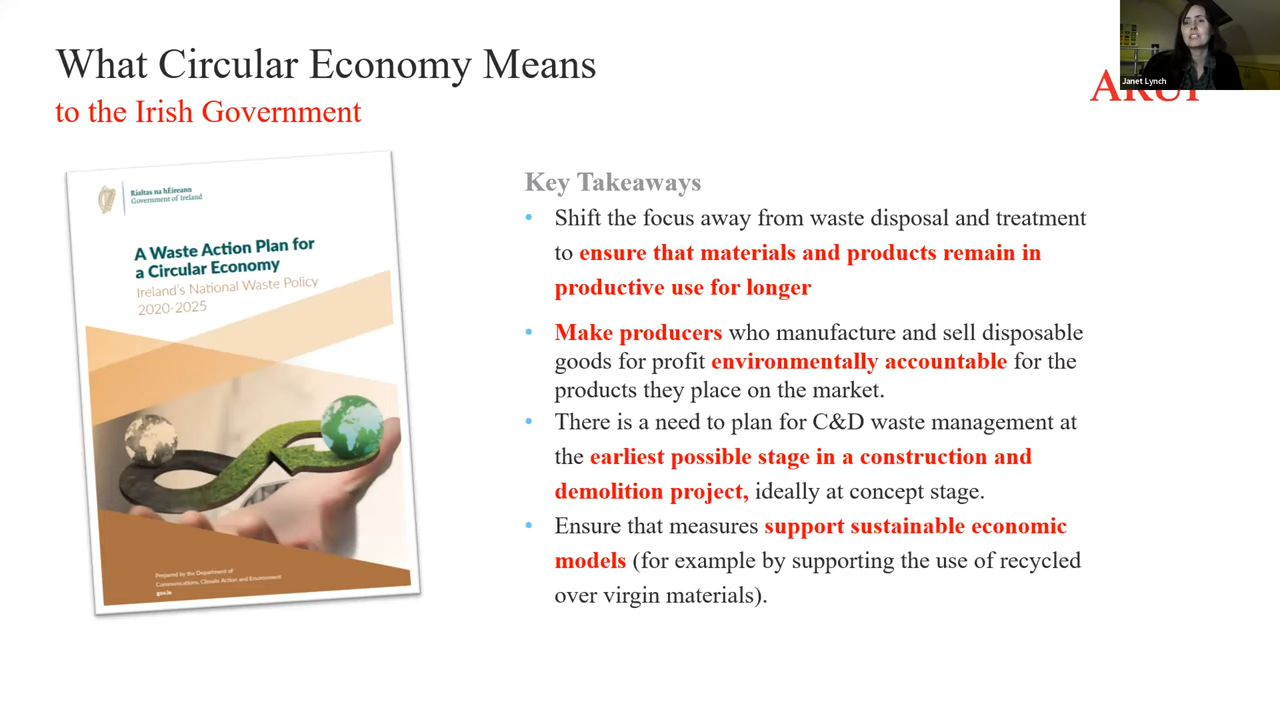 What Circular Economy Means
to the Irish Government
Janet Lynch
ARUP
Rialtas na hÉireann
Government of Ireland
A Waste Action Plan for
a Circular Economy
Ireland's National Waste Policy
2020-2025
Prepared by the Department of
Communications, Climate Action and Environment
gov.ie
Key Takeaways
• Shift the focus away from waste disposal and treatment
to ensure that materials and products remain in
productive use for longer
• Make producers who manufacture and sell disposable
goods for profit environmentally accountable for the
products they place on the market.
• There is a need to plan for C&D waste management at
the earliest possible stage in a construction and
demolition project, ideally at concept stage.
• Ensure that measures support sustainable economic
models (for example by supporting the use of recycled
over virgin materials).